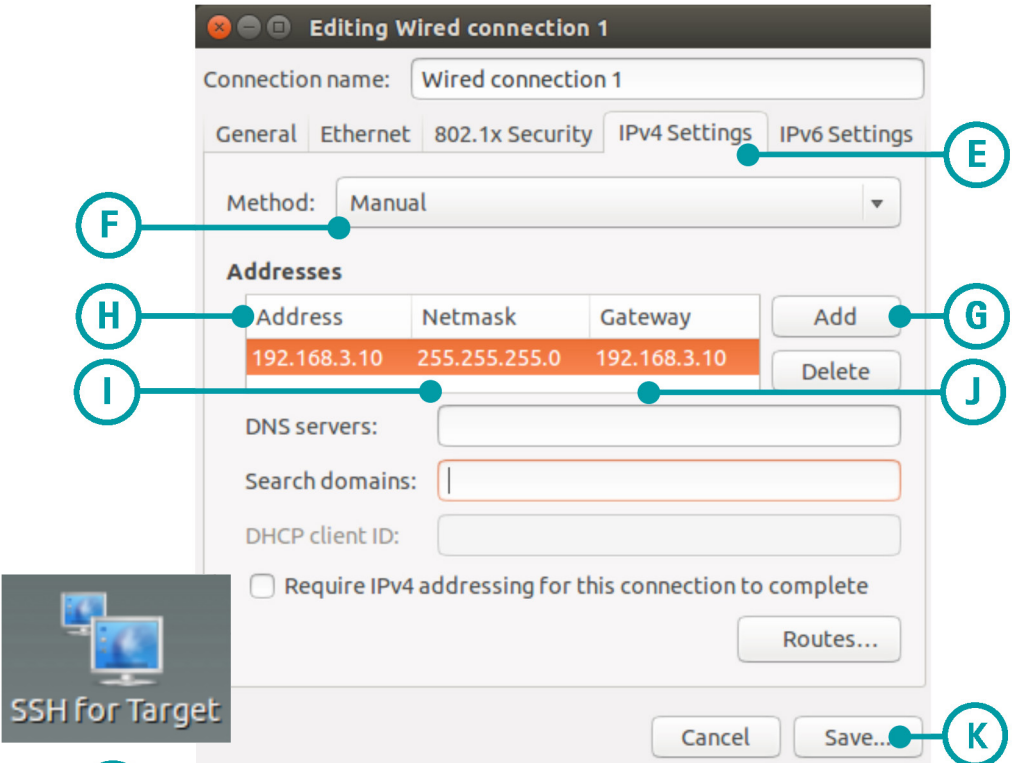 Editing Wired connection 1
Connection name: Wired connection 1
General Ethernet 802.1x Security IPv4 Settings IPv6 Settings
E
Method: Manual
F
Addresses
H
Address Netmask Gateway Add
G
192.168.3.10 255.255.255.0 192.168.3.10
Delete
I
J
DNS servers:
Search domains:
DHCP client ID:
Require IPv4 addressing for this connection to complete
Routes...
SSH for Target
Cancel Save...
K